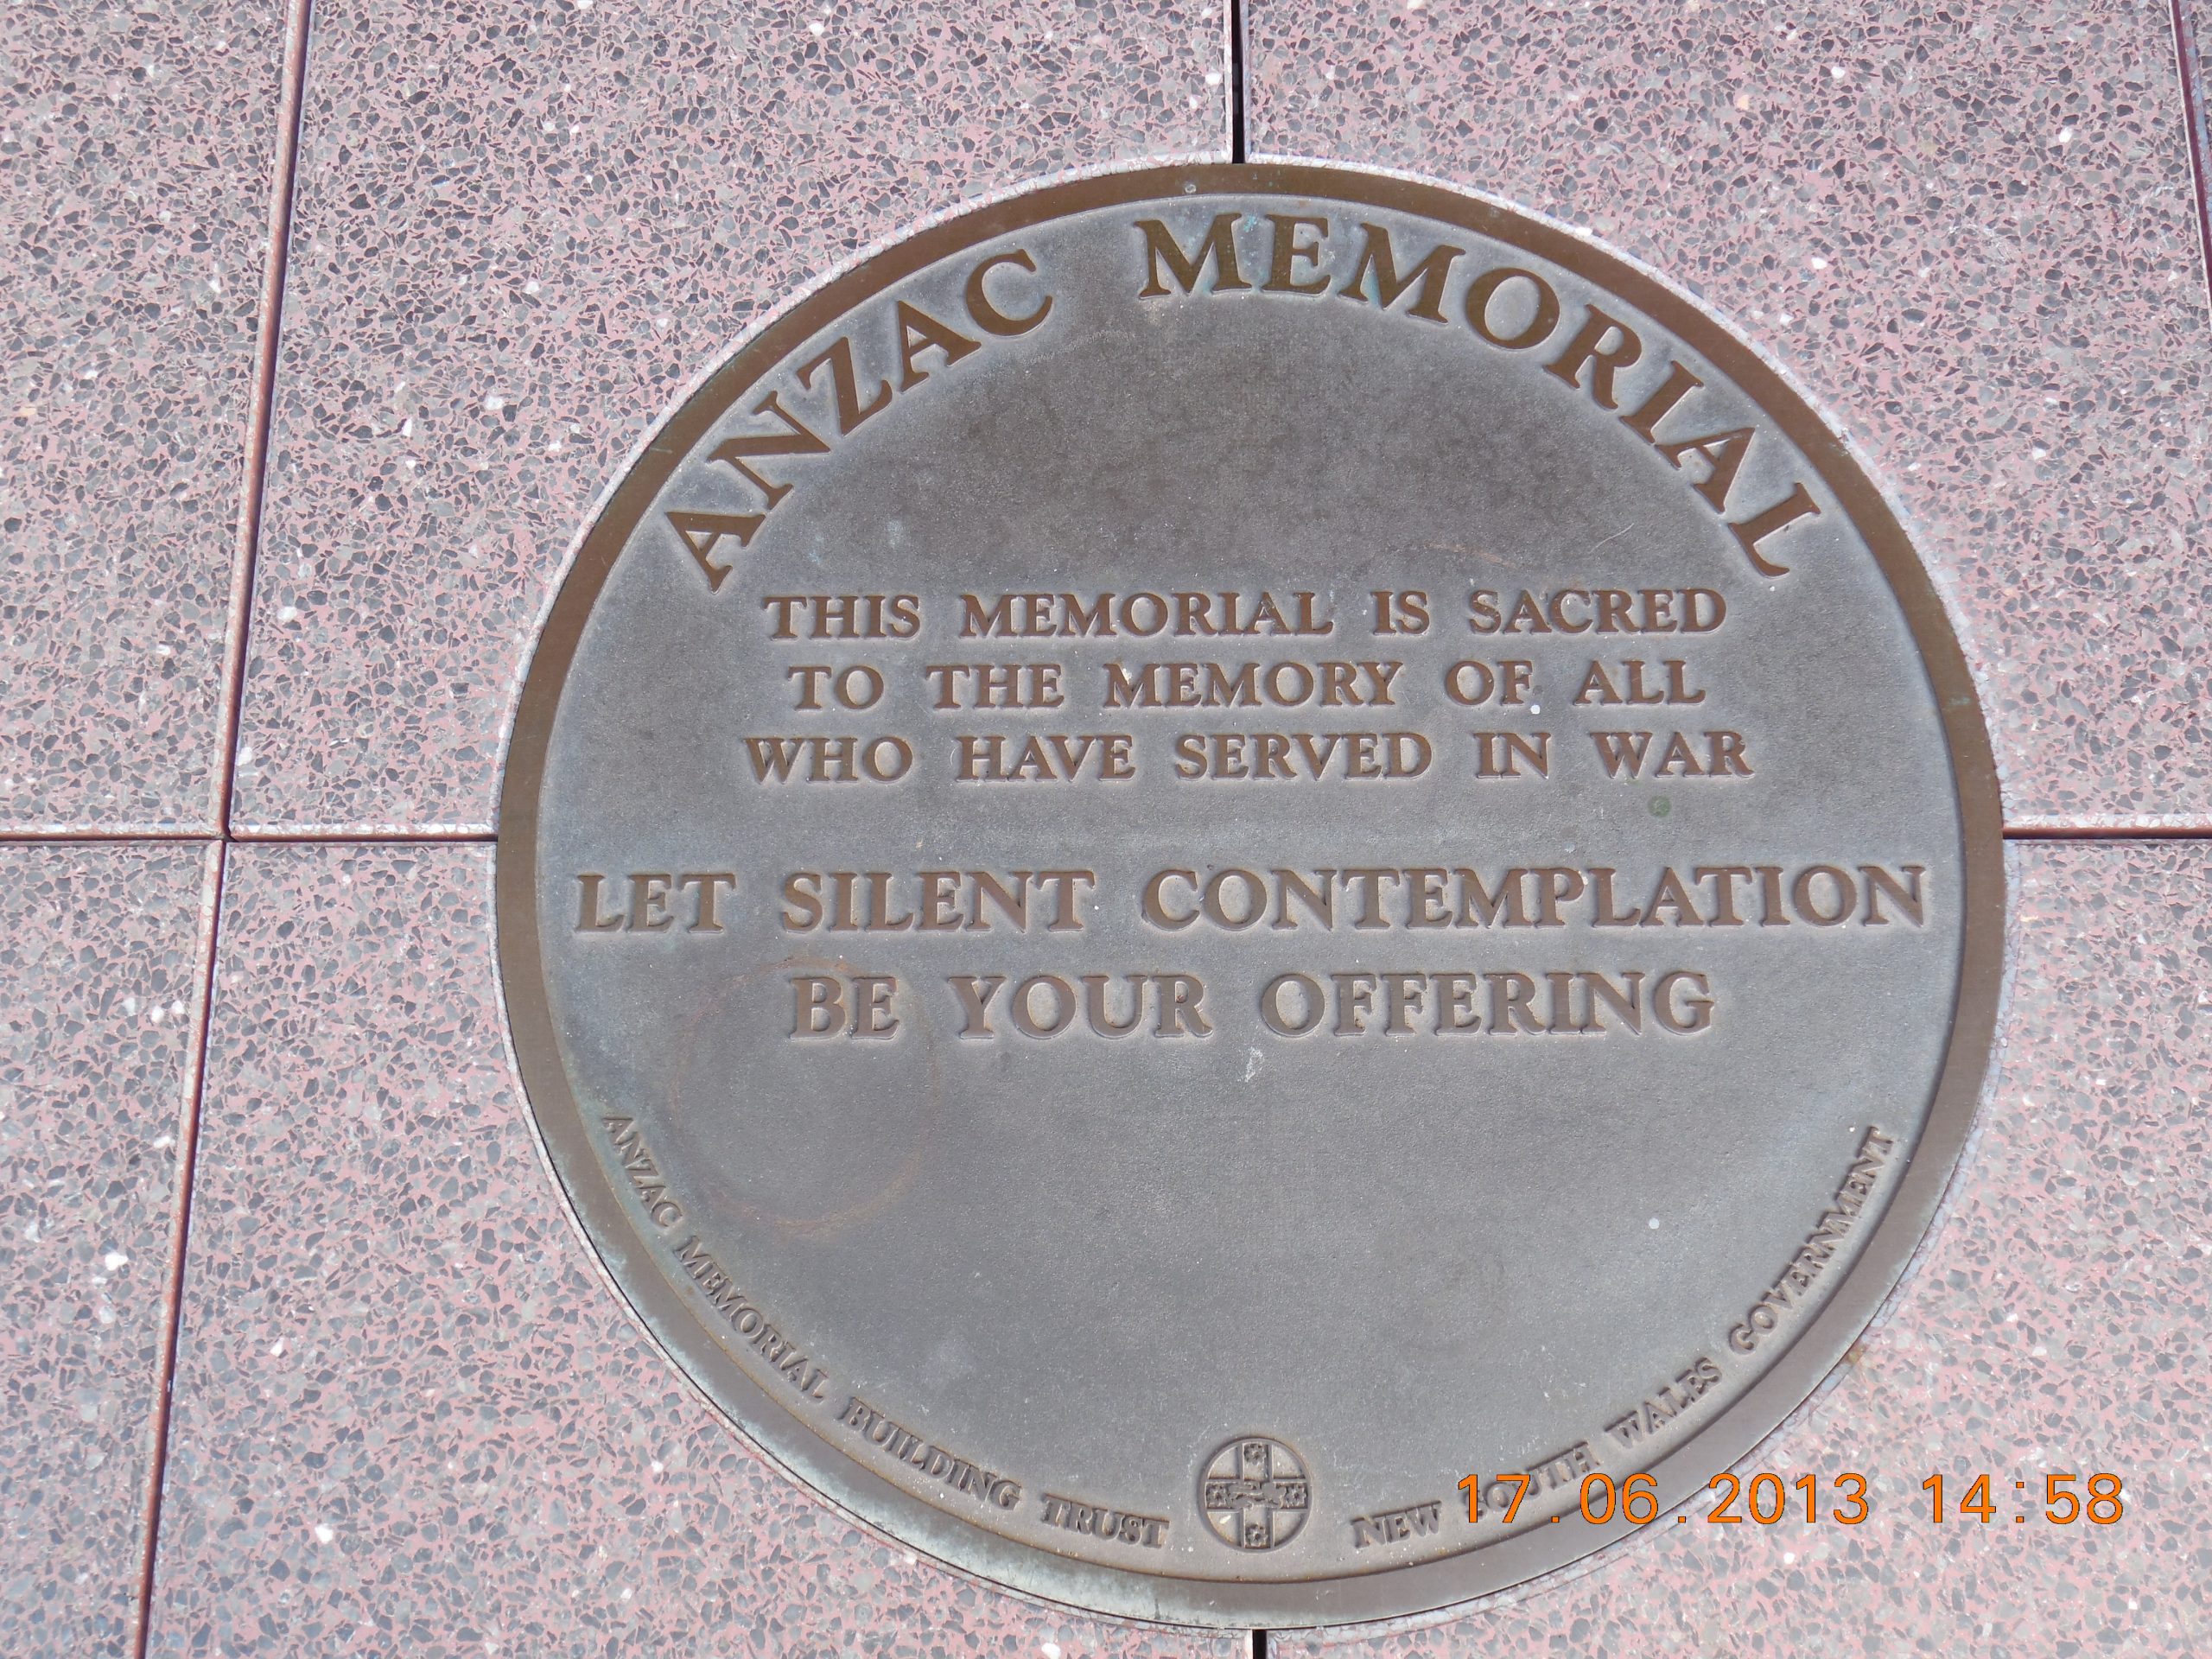 ANZAC MEMORIAL
THIS MEMORIAL IS SACRED
TO THE MEMORY OF ALL
WHO HAVE SERVED IN WAR
LET SILENT CONTEMPLATION
BE YOUR OFFERING
ANZAC MEMORIAL BUILDING TRUST
NEW SOUTH WALES GOVERNMENT
17.06.2013 14:58